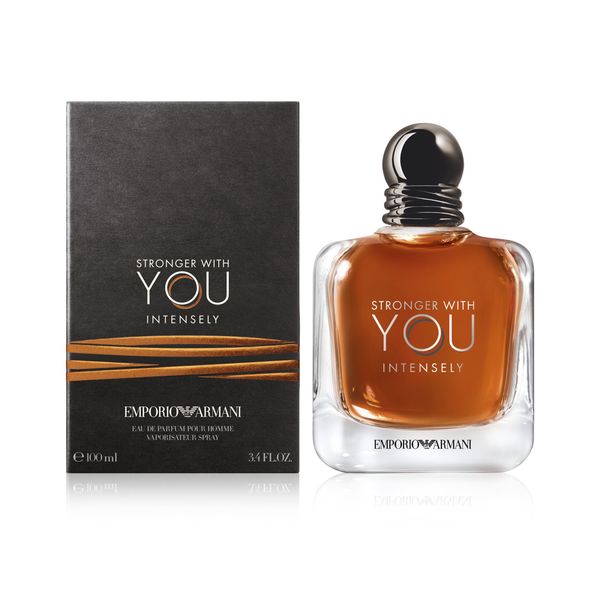 STRONGER WITH
YOU
INTENSELY
EMPORIO ARMANI
EAU DE PARFUM POUR HOMME
VAPORISATEUR SPRAY
℮ 100 ml 3.4 FL.OZ.
STRONGER WITH
YOU
INTENSELY
EMPORIO ARMANI